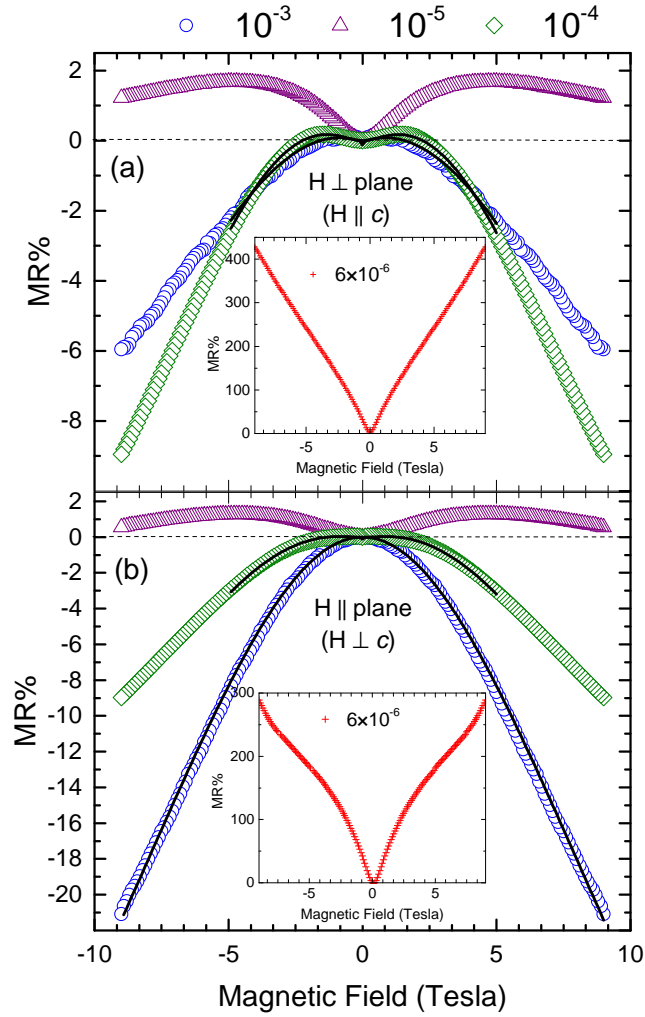 10⁻³ 10⁻⁵ 10⁻⁴
2
0
-2
-4
-6
-8
MR%
(a)
H ⊥ plane
(H ∥ c)
400
300
200
100
0
MR%
6×10⁻⁶
-5 0 5
Magnetic Field (Tesla)
2
0
-2
-4
-6
-8
-10
-12
-14
-16
-18
-20
MR%
(b)
H ∥ plane
(H ⊥ c)
300
200
100
0
MR%
6×10⁻⁶
-5 0 5
Magnetic Field (Tesla)
-10 -5 0 5 10
Magnetic Field (Tesla)